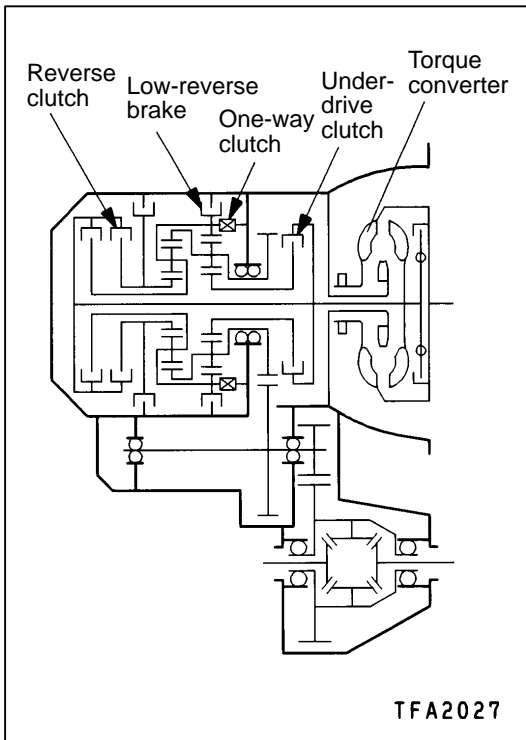 Reverse
clutch
Low-reverse
brake
One-way
clutch
Under-
drive
clutch
Torque
converter
TFA2027